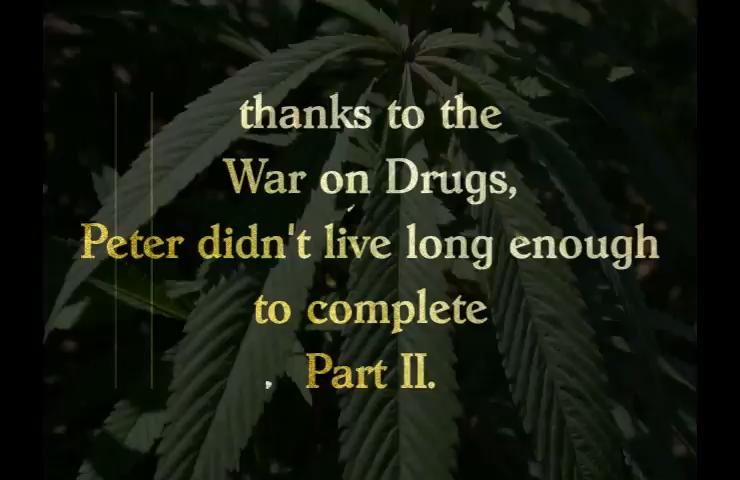 thanks to the
War on Drugs,
Peter didn't live long enough
to complete
Part II.